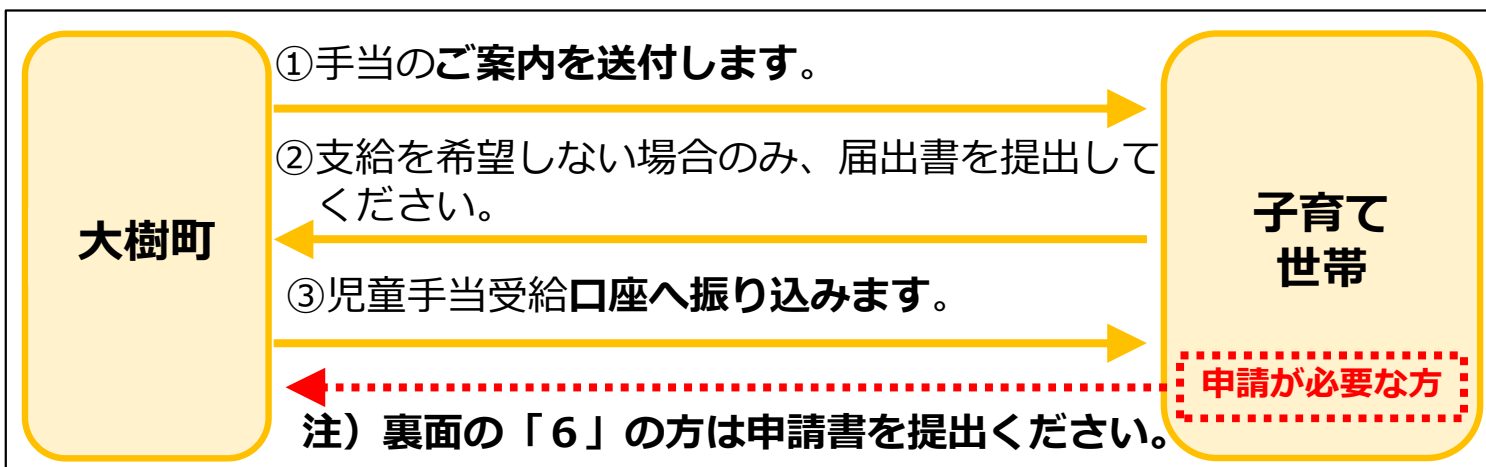 大樹町
①手当のご案内を送付します。
②支給を希望しない場合のみ、届出書を提出して
ください。
③児童手当受給口座へ振り込みます。
注）裏面の「６」の方は申請書を提出ください。
子育て
世帯
申請が必要な方